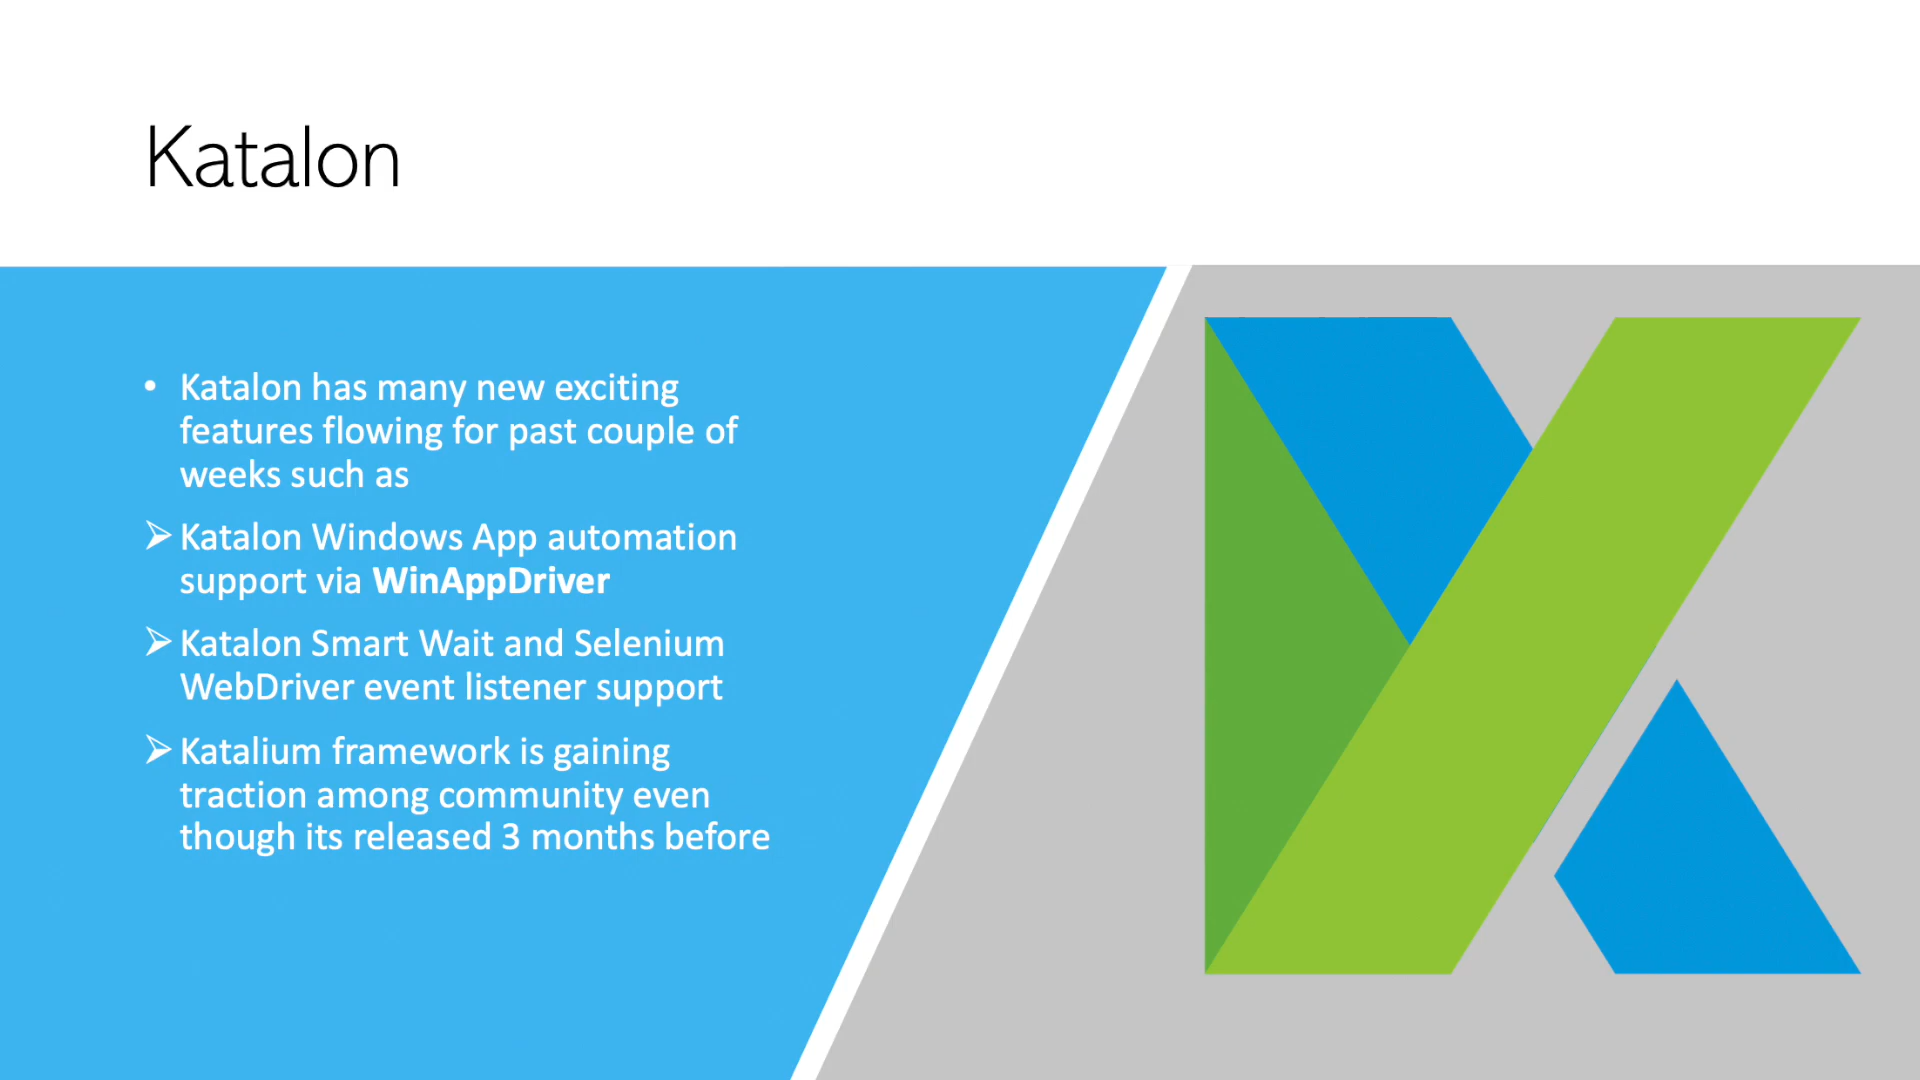 Katalon
• Katalon has many new exciting
features flowing for past couple of
weeks such as
➢ Katalon Windows App automation
support via WinAppDriver
➢ Katalon Smart Wait and Selenium
WebDriver event listener support
➢ Katalium framework is gaining
traction among community even
though its released 3 months before